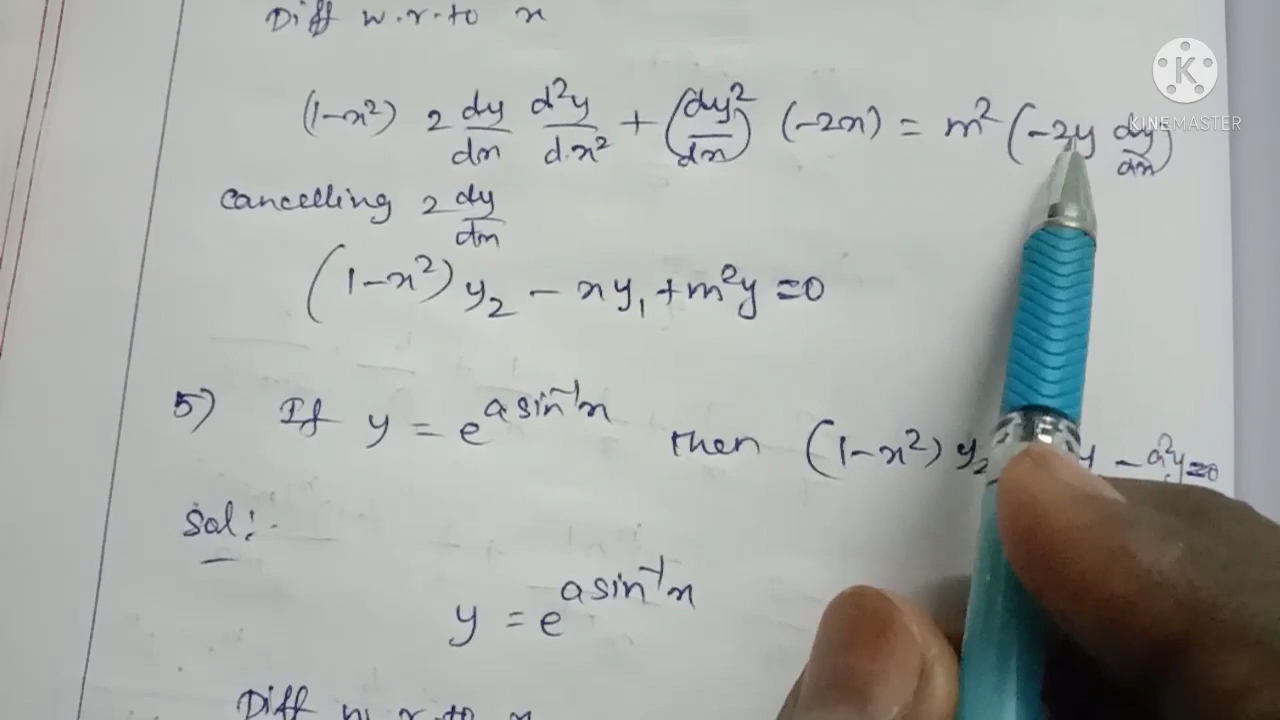 Diff w.r.to x
K
KINEMASTER
(1-x²) 2 dy/dx d²y/d.x² + (dy/dx)² (-2x) = m² (-2y dy/dx)
Cancelling 2 dy/dx
(1-x²) y₂ - xy₁ + m²y = 0
5) If y = e^(a sin⁻¹x) then (1-x²) y₂ - a²y=0
Sol:-
y = e^(a sin⁻¹x)
Diff w.r.to x